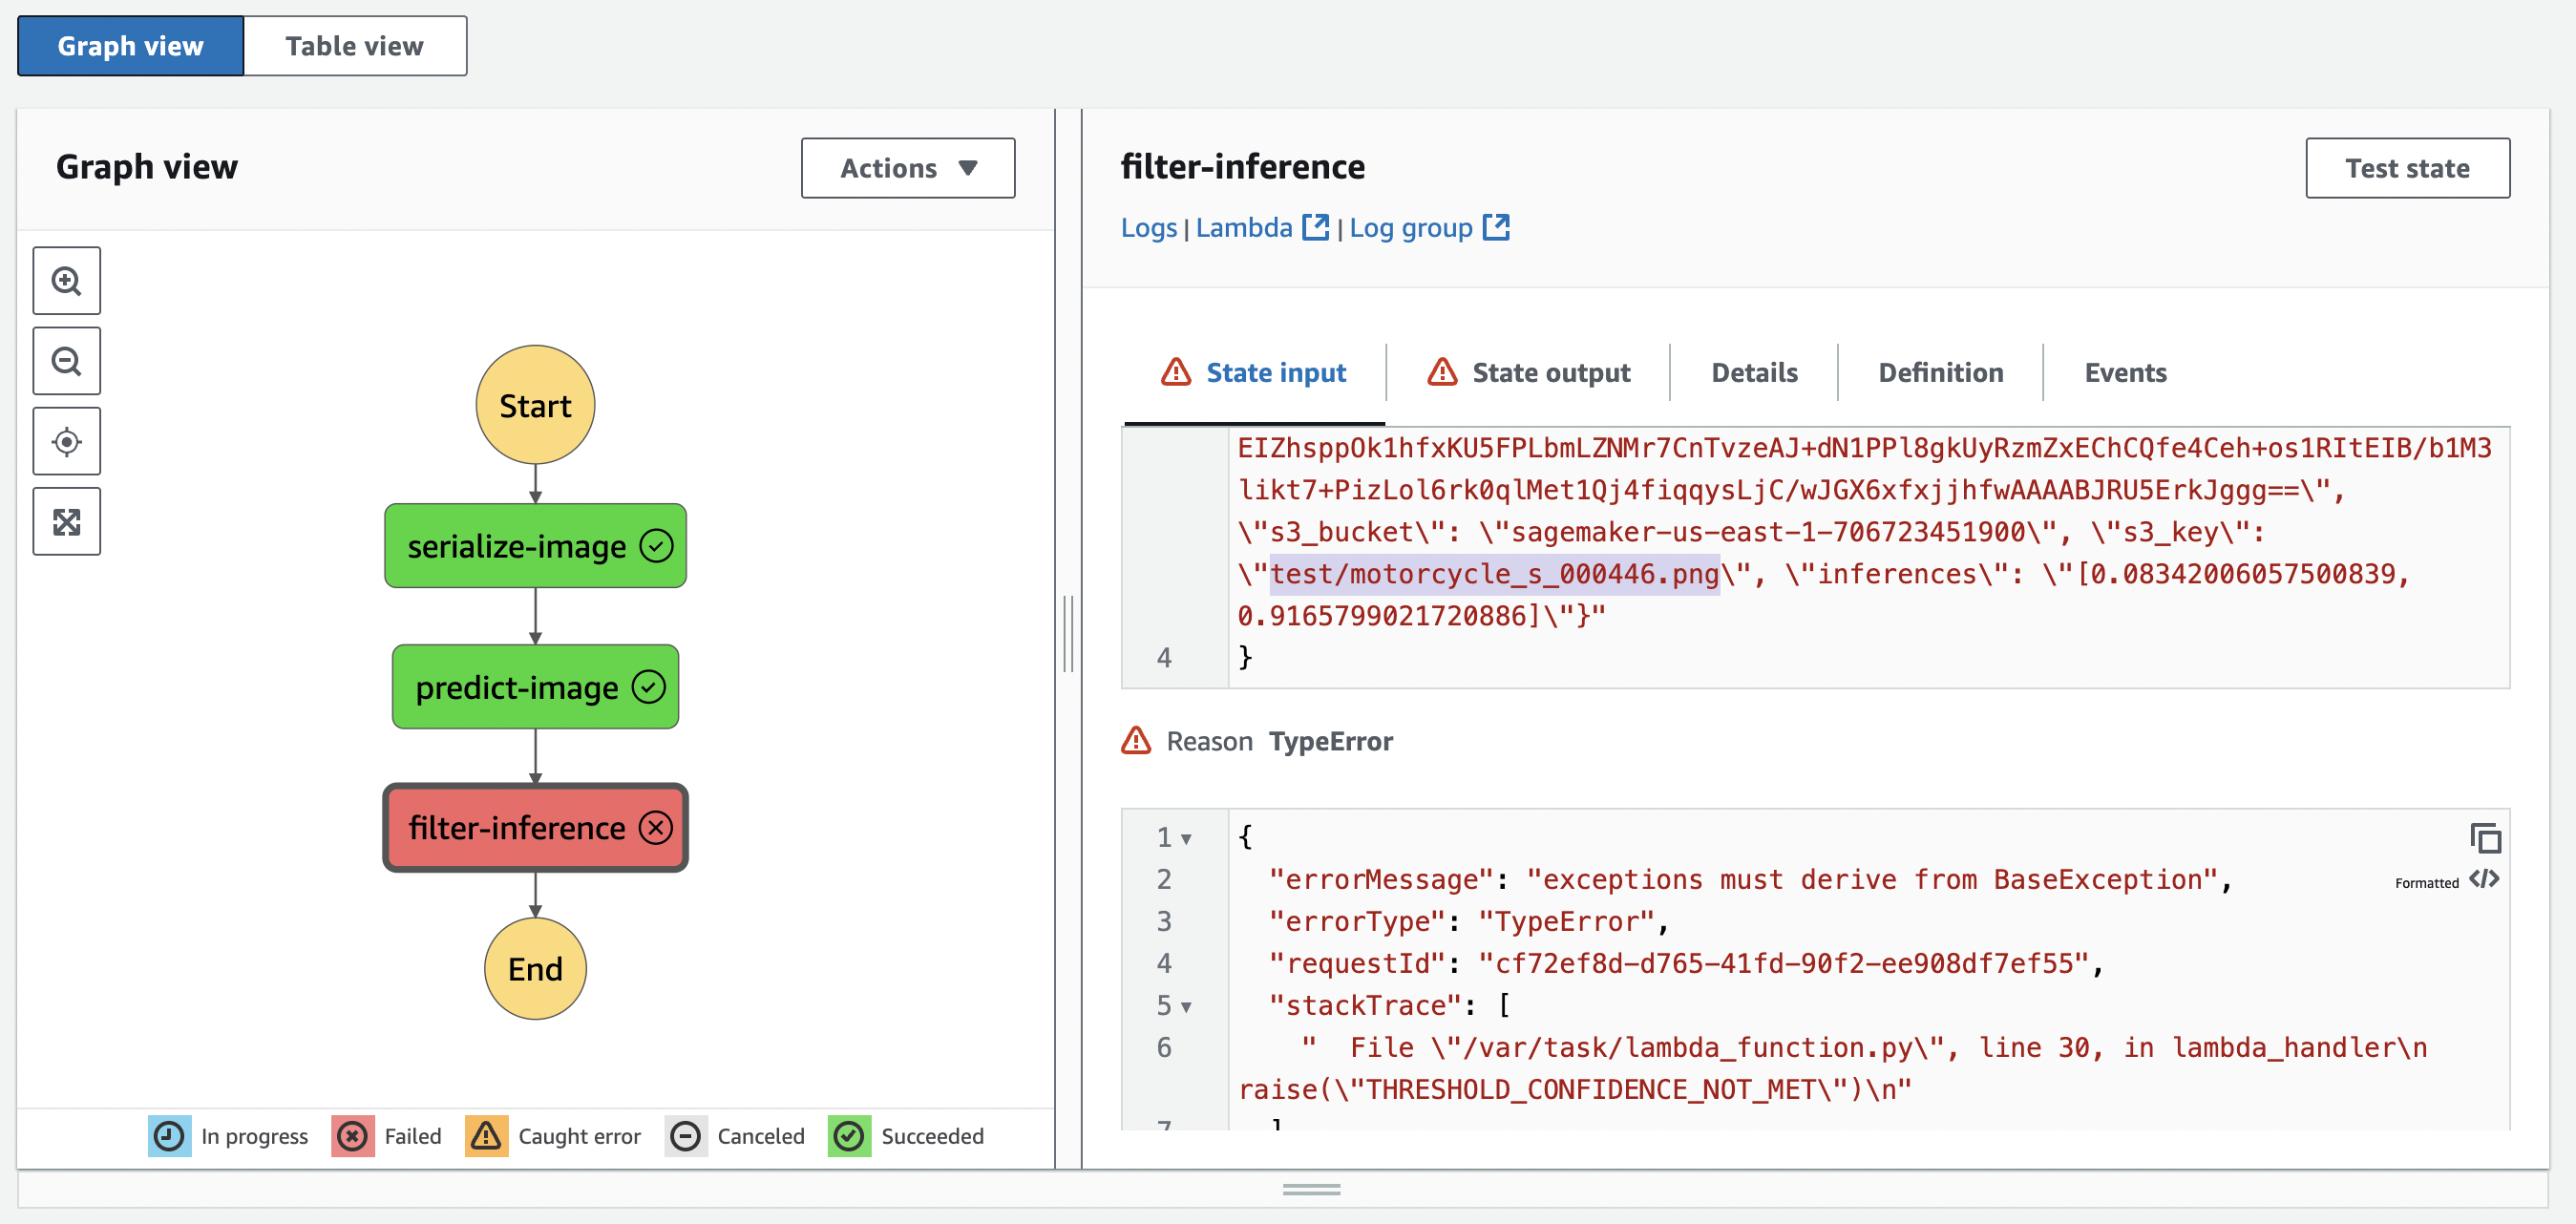 Graph view
Table view
Graph view
Actions
Start
serialize-image
predict-image
filter-inference
End
In progress
Failed
Caught error
Canceled
Succeeded
filter-inference
Test state
Logs | Lambda | Log group
State input
State output
Details
Definition
Events
EIZhsppOk1hfxKU5FPLbmLZNMr7CnTvzeAJ+dN1PPl8gkUyRzmZxEChCQfe4Ceh+os1RItEIB/b1M3
likt7+PizLol6rk0qlMet1Qj4fiqqysLjC/wJGX6xfxjjhfwAAAABJRU5ErkJggg==\",
\"s3_bucket\": \"sagemaker-us-east-1-706723451900\", \"s3_key\":
\"test/motorcycle_s_000446.png\", \"inferences\": \"[0.08342006057500839,
0.9165799021720886]\"}"
4 }
Reason TypeError
1 {
2 "errorMessage": "exceptions must derive from BaseException",
Formatted
3 "errorType": "TypeError",
4 "requestId": "cf72ef8d-d765-41fd-90f2-ee908df7ef55",
5 "stackTrace": [
6 "  File \"/var/task/lambda_function.py\", line 30, in lambda_handler\n
raise(\"THRESHOLD_CONFIDENCE_NOT_MET\")\n"
7 ]